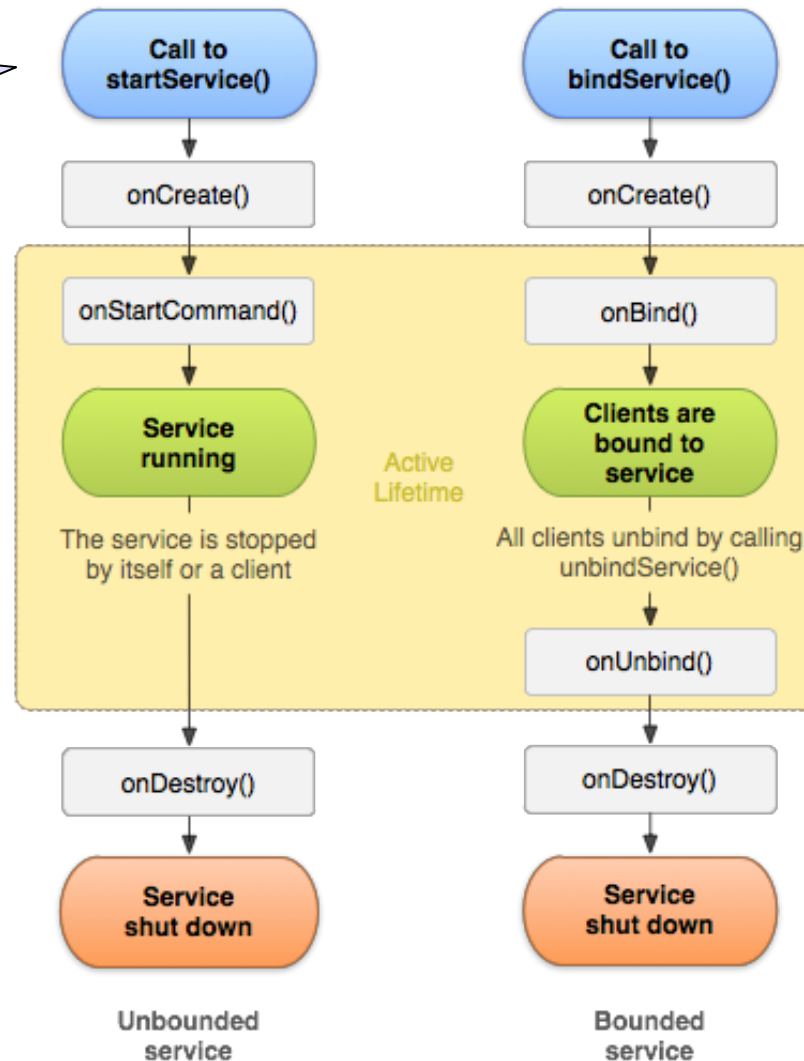 Call to
startService()
onCreate()
onStartCommand()
Service
running
The service is stopped
by itself or a client
onDestroy()
Service
shut down
Unbounded
service
Active
Lifetime
Call to
bindService()
onCreate()
onBind()
Clients are
bound to
service
All clients unbind by calling
unbindService()
onUnbind()
onDestroy()
Service
shut down
Bounded
service